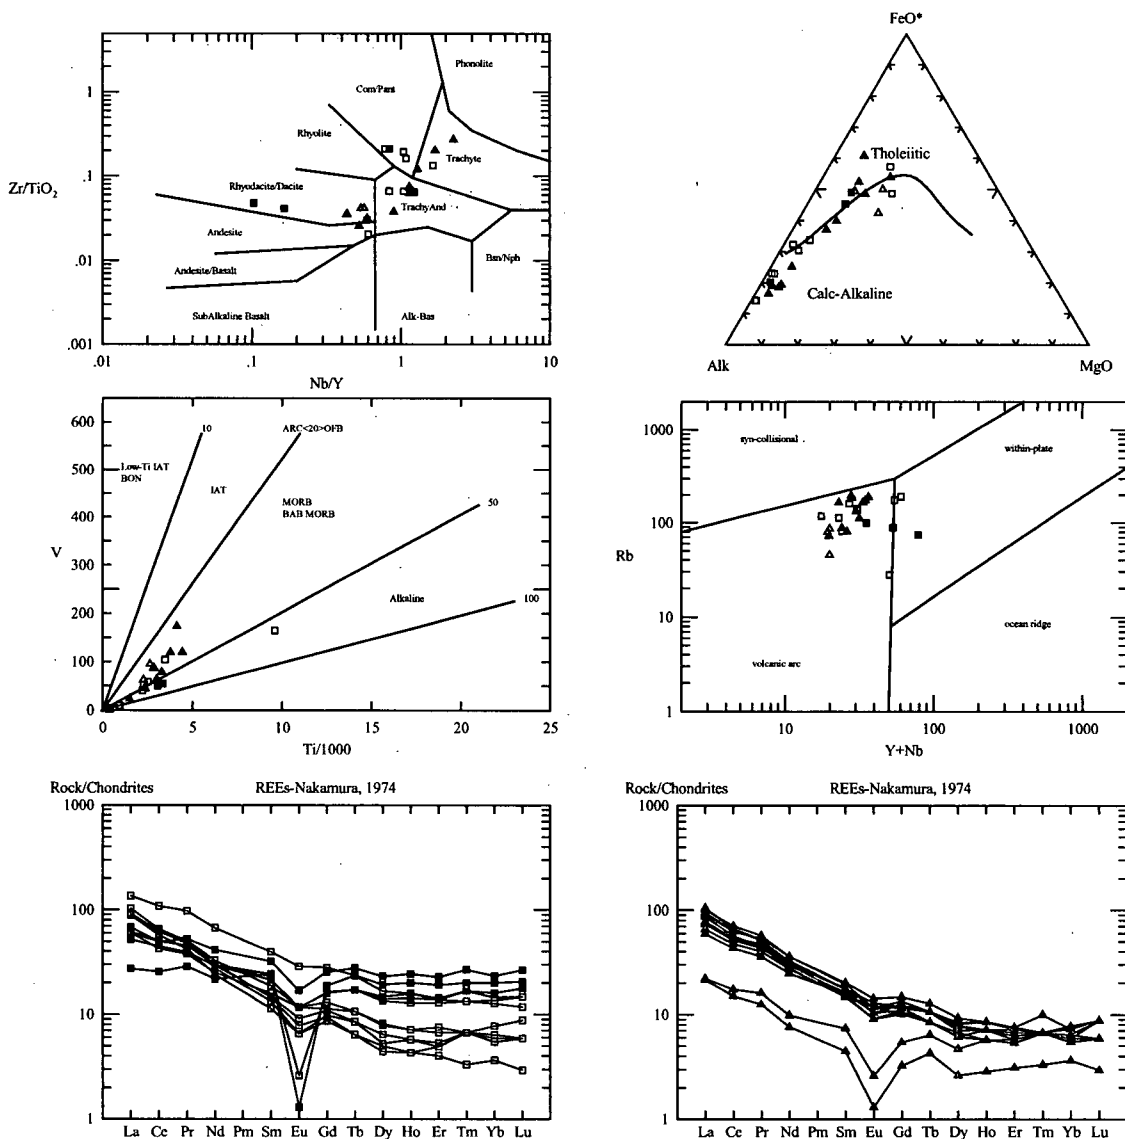 FeO*
Phonolite
Com/Pant
1
Rhyolite
Trachyte
Tholeiitic
.1
Zr/TiO2
Rhyodacite/Dacite
TrachyAnd
Andesite
Bsn/Nph
.01
Andesite/Basalt
Calc-Alkaline
SubAlkaline Basalt
Alk-Bas
.001
.01 .1 1 10
Nb/Y
Alk MgO
600
10
ARC<20>OFB
500
Low-Ti IAT
BON
IAT
400
MORB
BAB MORB
50
V
300
200
Alkaline
100
100
0
0 5 10 15 20 25
Ti/1000
1000
syn-collisional
within-plate
100
Rb
10
ocean ridge
volcanic arc
1
10 100 1000
Y+Nb
Rock/Chondrites REEs-Nakamura, 1974
1000
100
10
1
La Ce Pr Nd Pm Sm Eu Gd Tb Dy Ho Er Tm Yb Lu
Rock/Chondrites REEs-Nakamura, 1974
1000
100
10
1
La Ce Pr Nd Pm Sm Eu Gd Tb Dy Ho Er Tm Yb Lu